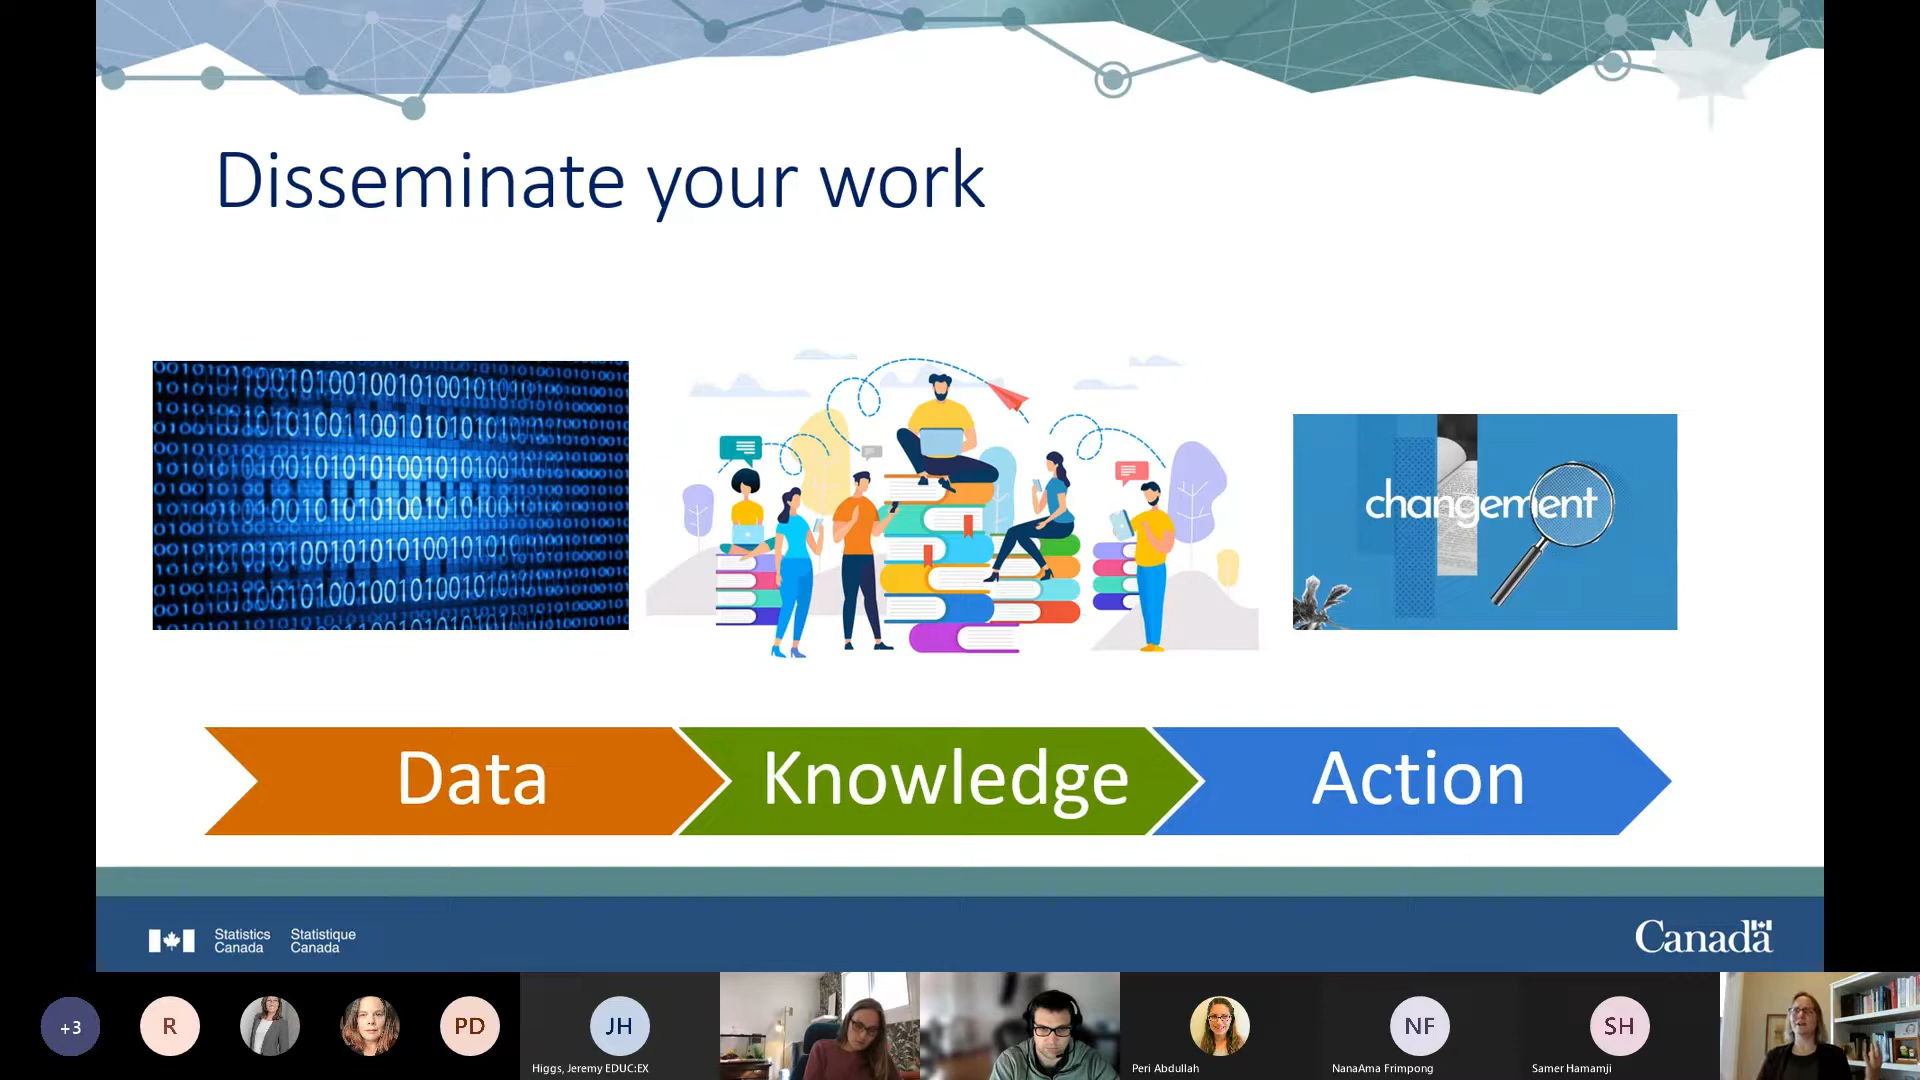 Disseminate your work
changement
Data
Knowledge
Action
Statistics
Canada
Statistique
Canada
Canada
+3
R
PD
JH
Higgs, Jeremy EDUC:EX
Peri Abdullah
NF
NanaAma Frimpong
SH
Samer Hamamji